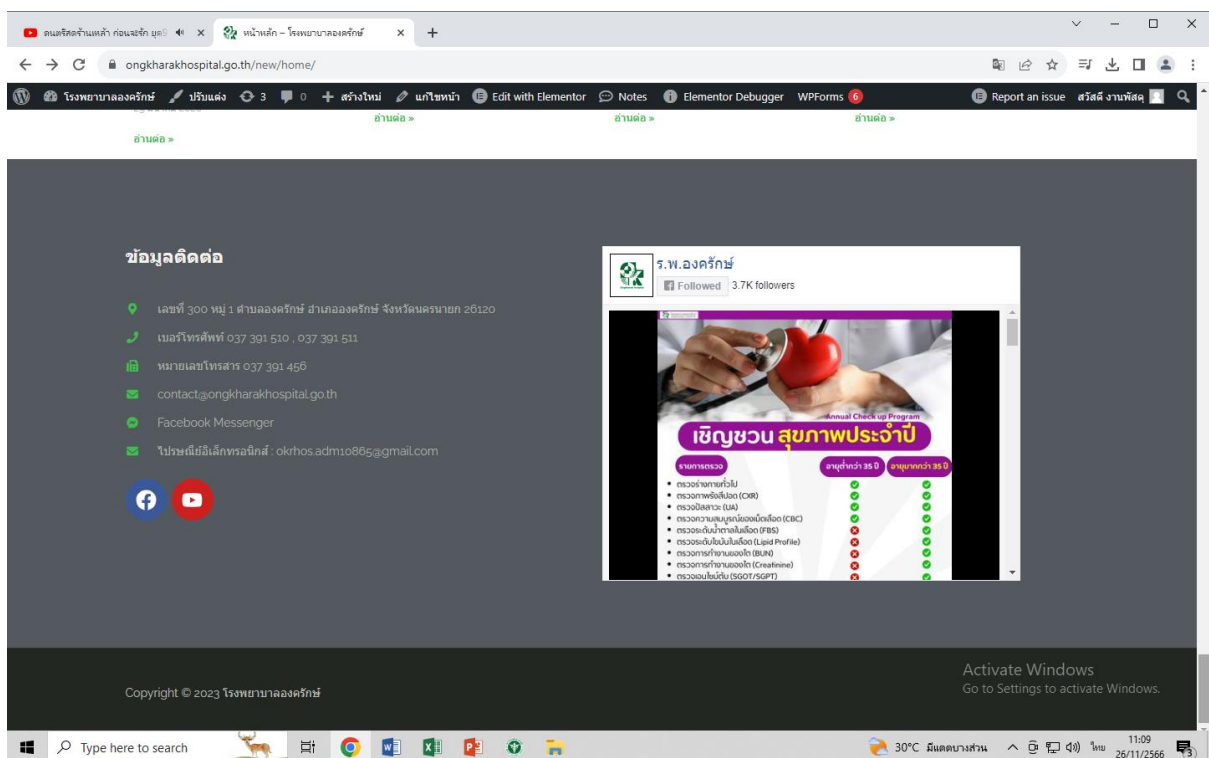 ดนตรีสดร้านเหล้า ก่อนจะรัก ยุค
หน้าหลัก – โรงพยาบาลองครักษ์
ongkharakhospital.go.th/new/home/
โรงพยาบาลองครักษ์ ปรับแต่ง 3 0 สร้างใหม่ แก้ไขหน้า Edit with Elementor Notes Elementor Debugger WPForms 6 Report an issue สวัสดี งานพัสดุ
อ่านต่อ » อ่านต่อ » อ่านต่อ »
อ่านต่อ »
ข้อมูลติดต่อ
เลขที่ 300 หมู่ 1 ตำบลองครักษ์ อำเภอองครักษ์ จังหวัดนครนายก 26120
เบอร์โทรศัพท์ 037 391 510 , 037 391 511
หมายเลขโทรสาร 037 391 456
contact@ongkharakhospital.go.th
Facebook Messenger
ไปรษณีย์อิเล็กทรอนิกส์ : okrhos.adm10865@gmail.com
ร.พ.องครักษ์
Followed 3.7K followers
Annual Check up Program
เชิญชวน สุขภาพประจำปี
รายการตรวจ อายุต่ำกว่า 35 ปี อายุมากกว่า 35 ปี
ตรวจร่างกายทั่วไป
ตรวจภาพรังสีปอด (CXR)
ตรวจปัสสาวะ (UA)
ตรวจความสมบูรณ์ของเม็ดเลือด (CBC)
ตรวจระดับน้ำตาลในเลือด (FBS)
ตรวจระดับไขมันในเลือด (Lipid Profile)
ตรวจการทำงานของไต (BUN)
ตรวจการทำงานของไต (Creatinine)
ตรวจเอนไซม์ตับ (SGOT/SGPT)
Copyright © 2023 โรงพยาบาลองครักษ์
Activate Windows
Go to Settings to activate Windows.
Type here to search
30°C มีแดดบางส่วน
ไทย
11:09
26/11/2566
3